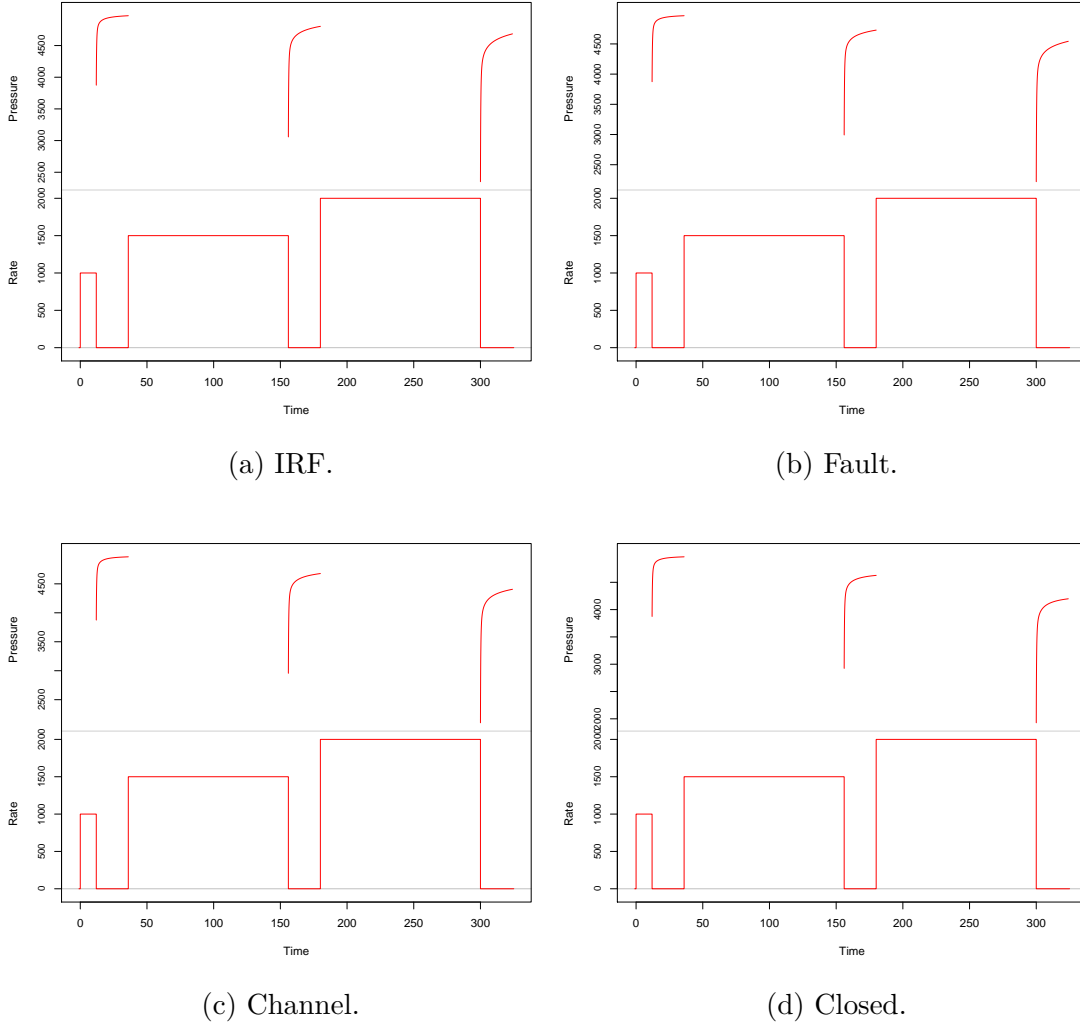 Pressure
2500 3000 3500 4000 4500
Rate
0 500 1000 1500 2000
0 50 100 150 200 250 300
Time
(a) IRF.
Pressure
2500 3000 3500 4000 4500
Rate
0 500 1000 1500 2000
0 50 100 150 200 250 300
Time
(b) Fault.
Pressure
2500 3500 4500
Rate
0 500 1000 1500 2000
0 50 100 150 200 250 300
Time
(c) Channel.
Pressure
2000 3000 4000
Rate
0 500 1000 1500 2000
0 50 100 150 200 250 300
Time
(d) Closed.